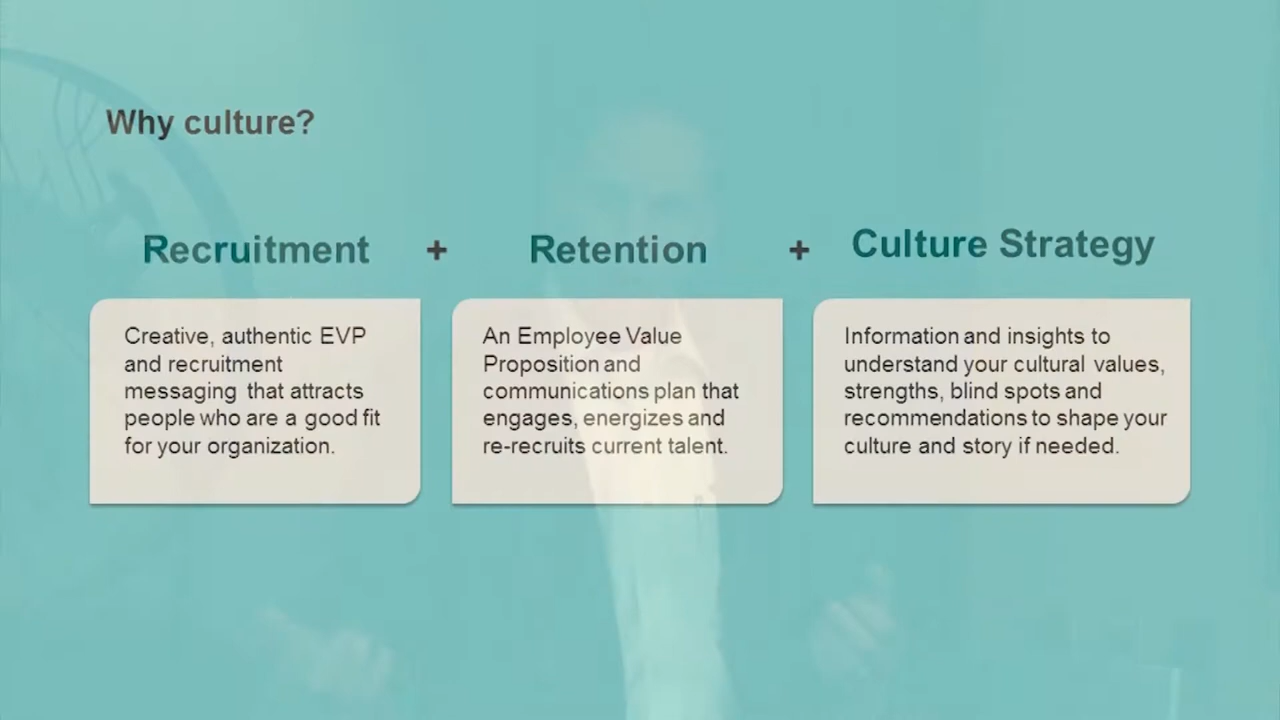 Why culture?
Recruitment + Retention + Culture Strategy
Creative, authentic EVP
and recruitment
messaging that attracts
people who are a good fit
for your organization.
An Employee Value
Proposition and
communications plan that
engages, energizes and
re-recruits current talent.
Information and insights to
understand your cultural values,
strengths, blind spots and
recommendations to shape your
culture and story if needed.